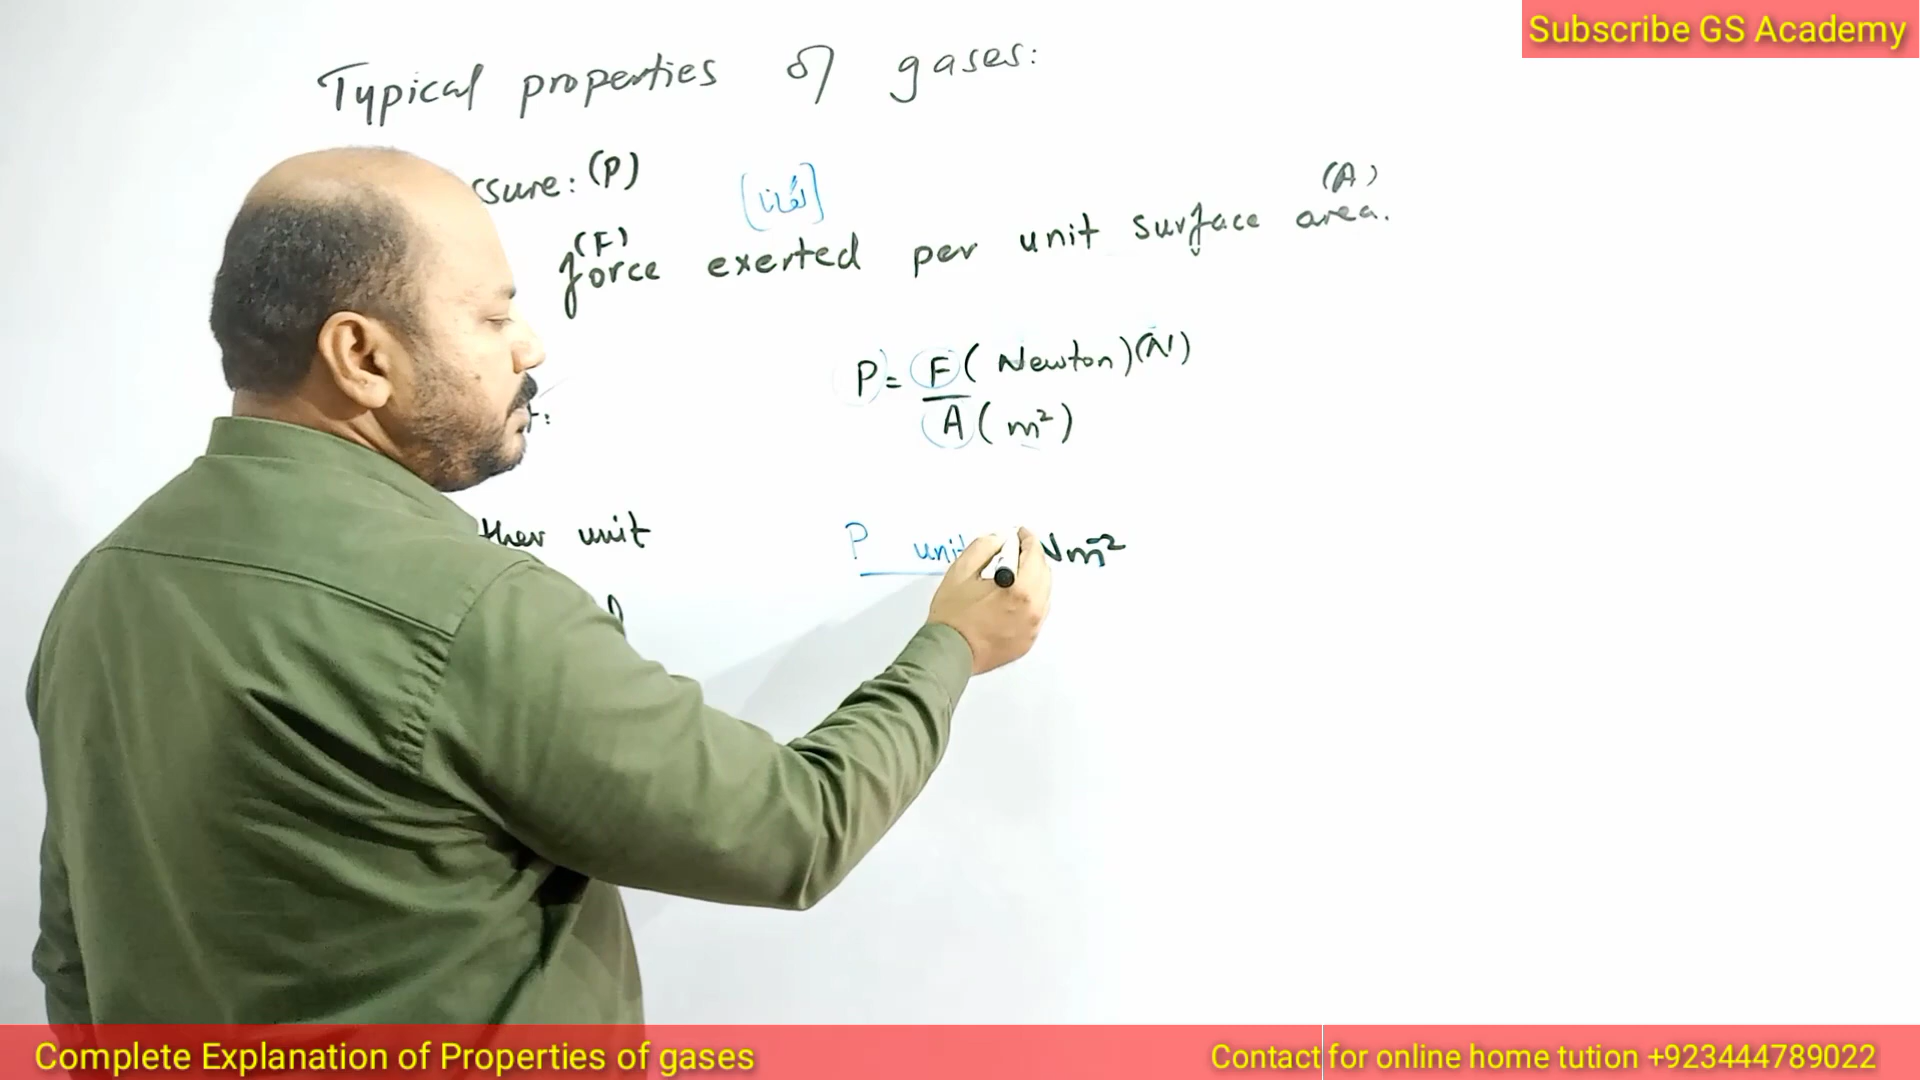 Subscribe GS Academy
Typical properties of gases:
ssure: (P)
[لگانا]
(A)
(F)
force exerted per unit surface area.
P = F ( Newton) (N)
A ( m²)
t:
ther unit
P unit Nm⁻²
Complete Explanation of Properties of gases
Contact for online home tution +923444789022